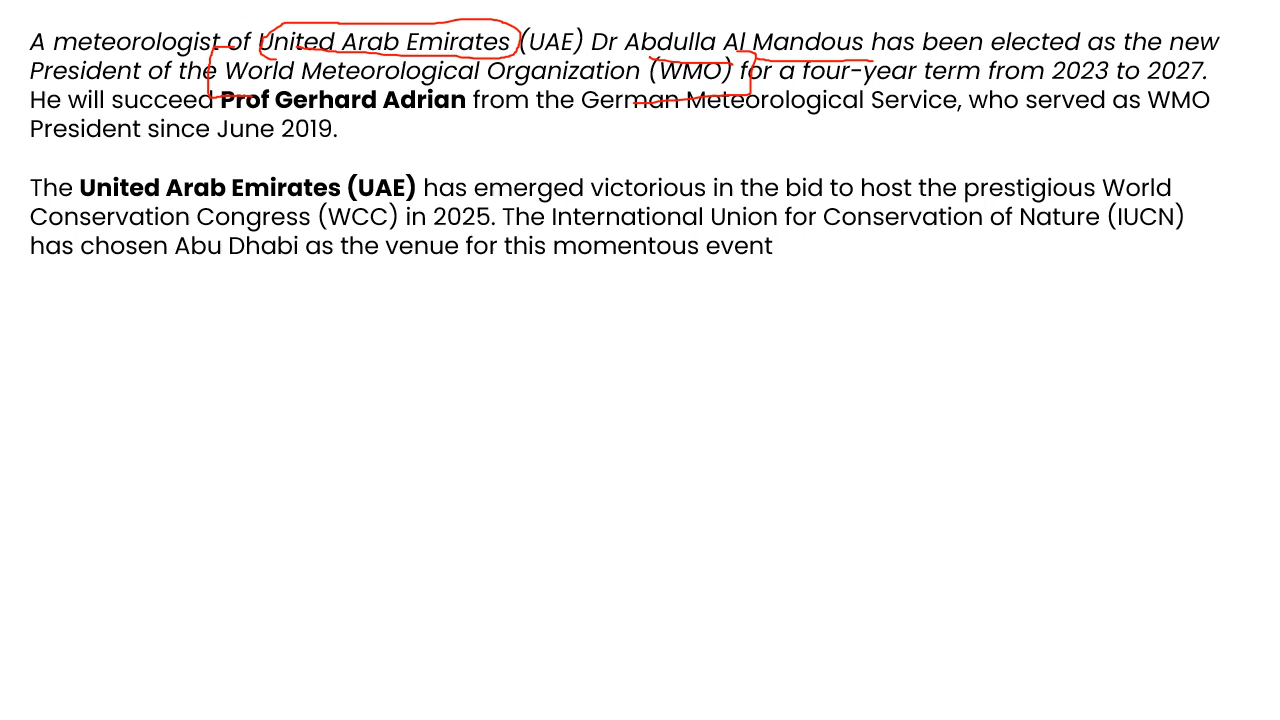 A meteorologist of United Arab Emirates (UAE) Dr Abdulla Al Mandous has been elected as the new
President of the World Meteorological Organization (WMO) for a four-year term from 2023 to 2027.
He will succeed Prof Gerhard Adrian from the German Meteorological Service, who served as WMO
President since June 2019.
The United Arab Emirates (UAE) has emerged victorious in the bid to host the prestigious World
Conservation Congress (WCC) in 2025. The International Union for Conservation of Nature (IUCN)
has chosen Abu Dhabi as the venue for this momentous event